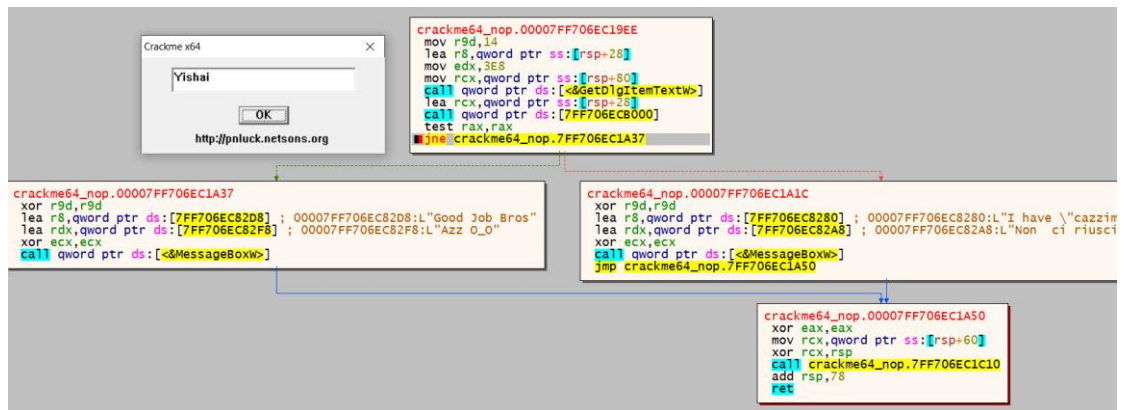 Crackme x64
Yishai
OK
http://pnluck.netsons.org
crackme64_nop.00007FF706EC19EE
mov r9d,14
lea r8,qword ptr ss:[rsp+28]
mov edx,3E8
mov rcx,qword ptr ss:[rsp+80]
call qword ptr ds:[<&GetDlgItemTextW>]
lea rcx,qword ptr ss:[rsp+28]
call qword ptr ds:[7FF706ECB000]
test rax,rax
jne crackme64_nop.7FF706EC1A37
crackme64_nop.00007FF706EC1A37
xor r9d,r9d
lea r8,qword ptr ds:[7FF706EC82D8] ; 00007FF706EC82D8:L"Good Job Bros"
lea rdx,qword ptr ds:[7FF706EC82F8] ; 00007FF706EC82F8:L"Azz O_O"
xor ecx,ecx
call qword ptr ds:[<&MessageBoxW>]
crackme64_nop.00007FF706EC1A1C
xor r9d,r9d
lea r8,qword ptr ds:[7FF706EC8280] ; 00007FF706EC8280:L"I have \"cazzim
lea rdx,qword ptr ds:[7FF706EC82A8] ; 00007FF706EC82A8:L"Non ci riusci
xor ecx,ecx
call qword ptr ds:[<&MessageBoxW>]
jmp crackme64_nop.7FF706EC1A50
crackme64_nop.00007FF706EC1A50
xor eax,eax
mov rcx,qword ptr ss:[rsp+60]
xor rcx,rsp
call crackme64_nop.7FF706EC1C10
add rsp,78
ret